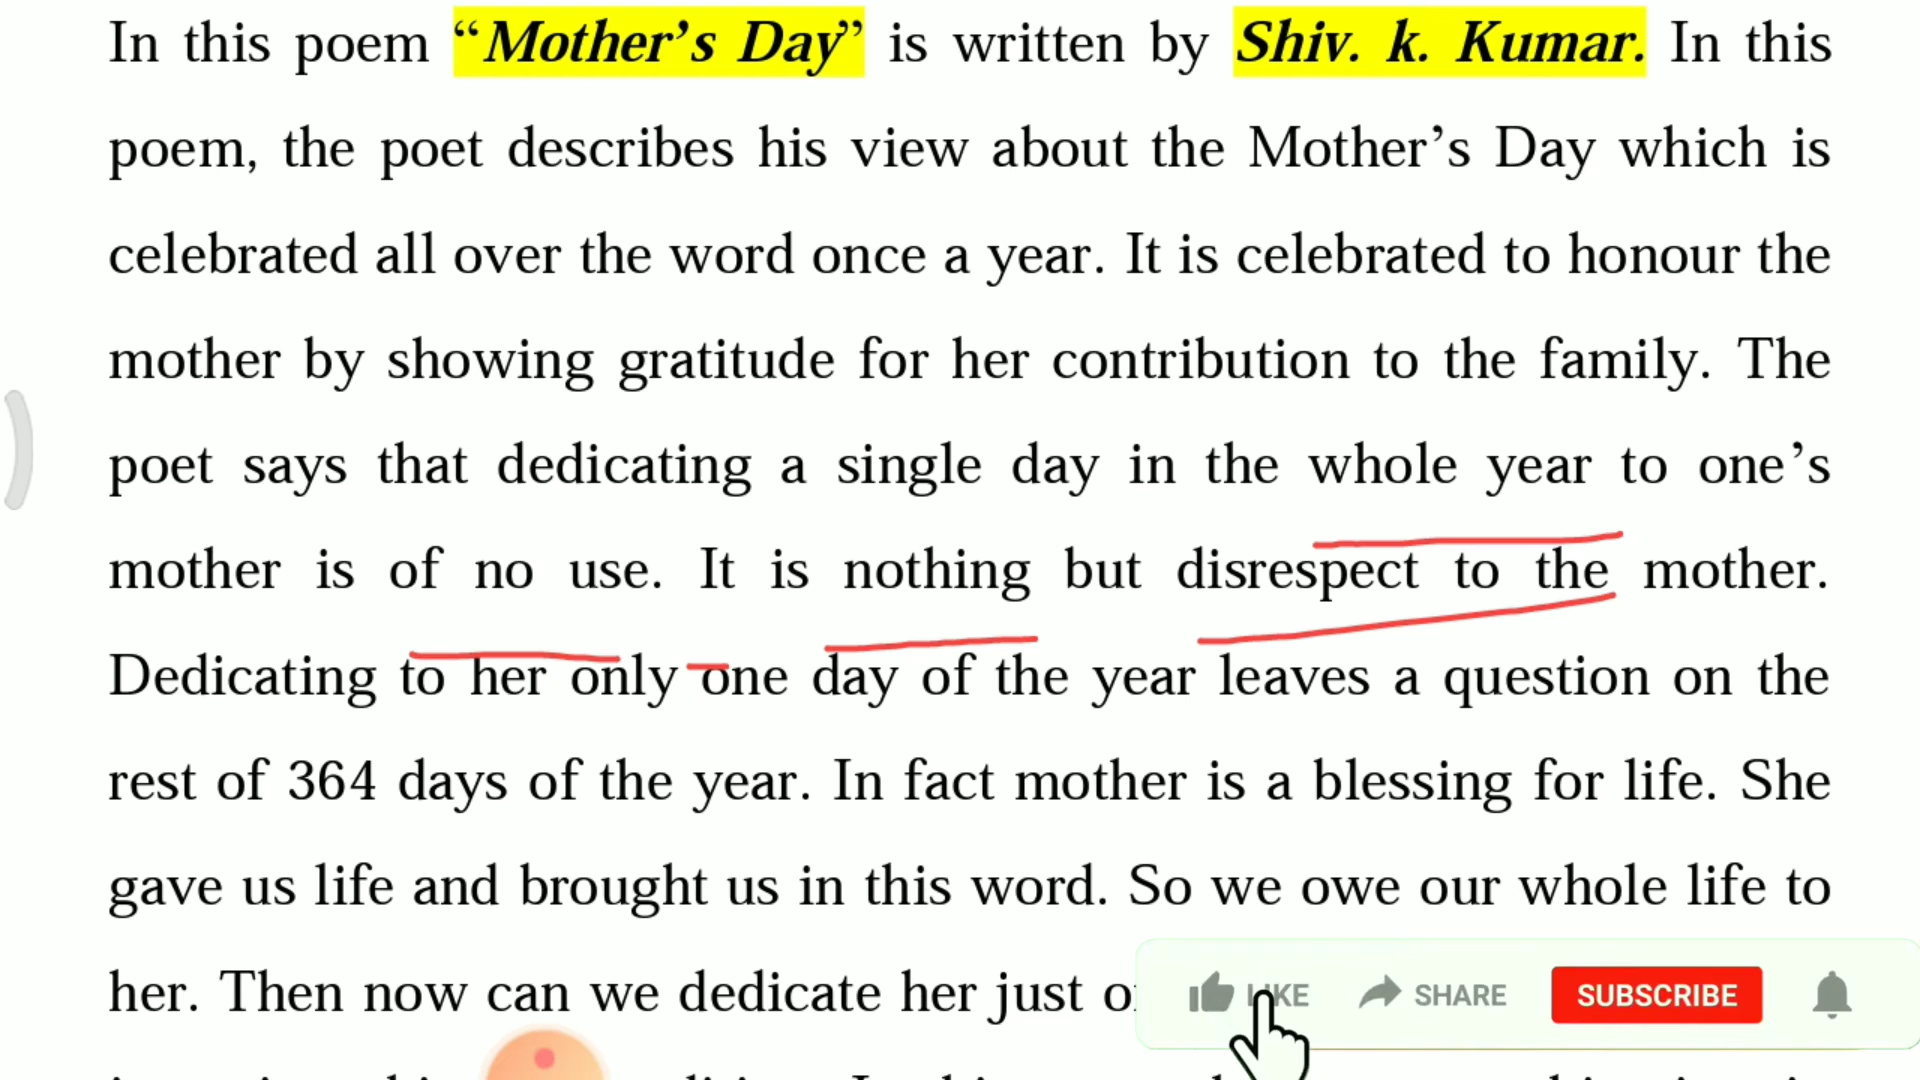 In this poem “Mother’s Day” is written by Shiv. k. Kumar. In this
poem, the poet describes his view about the Mother’s Day which is
celebrated all over the word once a year. It is celebrated to honour the
mother by showing gratitude for her contribution to the family. The
poet says that dedicating a single day in the whole year to one’s
mother is of no use. It is nothing but disrespect to the mother.
Dedicating to her only one day of the year leaves a question on the
rest of 364 days of the year. In fact mother is a blessing for life. She
gave us life and brought us in this word. So we owe our whole life to
her. Then now can we dedicate her just
LIKE SHARE SUBSCRIBE